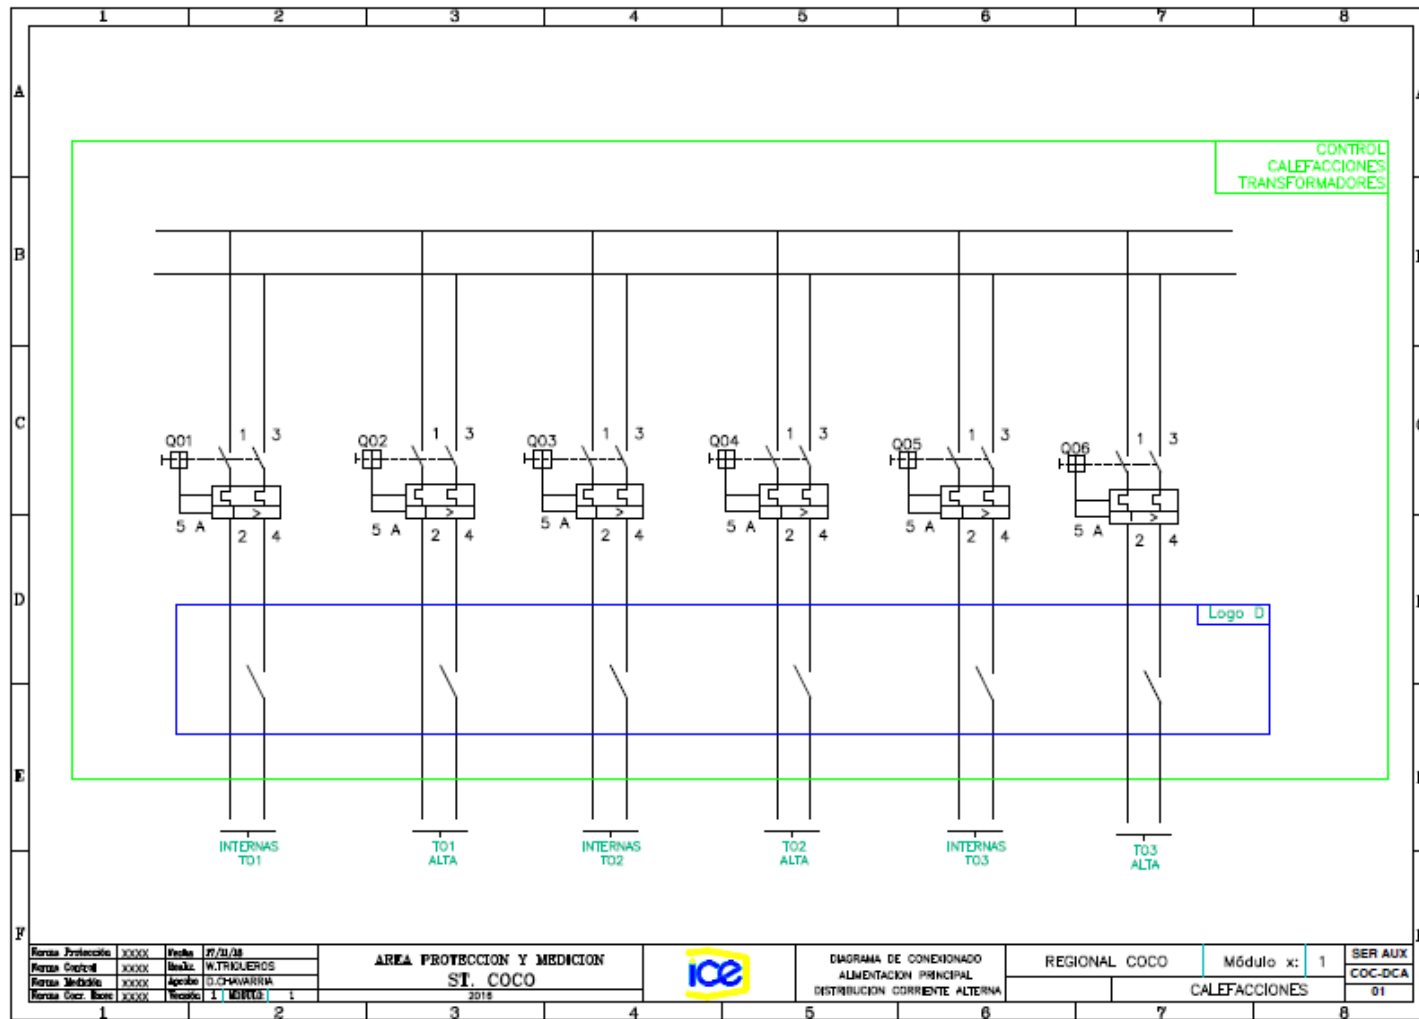 1 2 3 4 5 6 7 8
A
CONTROL
CALEFACCIONES
TRANSFORMADORES
B
C
Q01 1 3
Q02 1 3
Q03 1 3
Q04 1 3
Q05 1 3
Q06 1 3
5 A > 2 4
5 A > 2 4
5 A > 2 4
5 A > 2 4
5 A > 2 4
5 A > 2 4
D
Logo D
E
INTERNAS
T01
T01
ALTA
INTERNAS
T02
T02
ALTA
INTERNAS
T03
T03
ALTA
F
Protección XXXX Fecha
Control XXXX W.TRIGUEROS
Medición XXXX D.CHAVARRIA
XXXX 1 1
AREA PROTECCION Y MEDICION
ST. COCO
ice
DIAGRAMA DE CONEXIONADO
ALIMENTACION PRINCIPAL
DISTRIBUCION CORRIENTE ALTERNA
REGIONAL COCO Módulo x: 1
CALEFACCIONES
SER AUX
COC-DCA
01
1 2 3 4 5 6 7 8